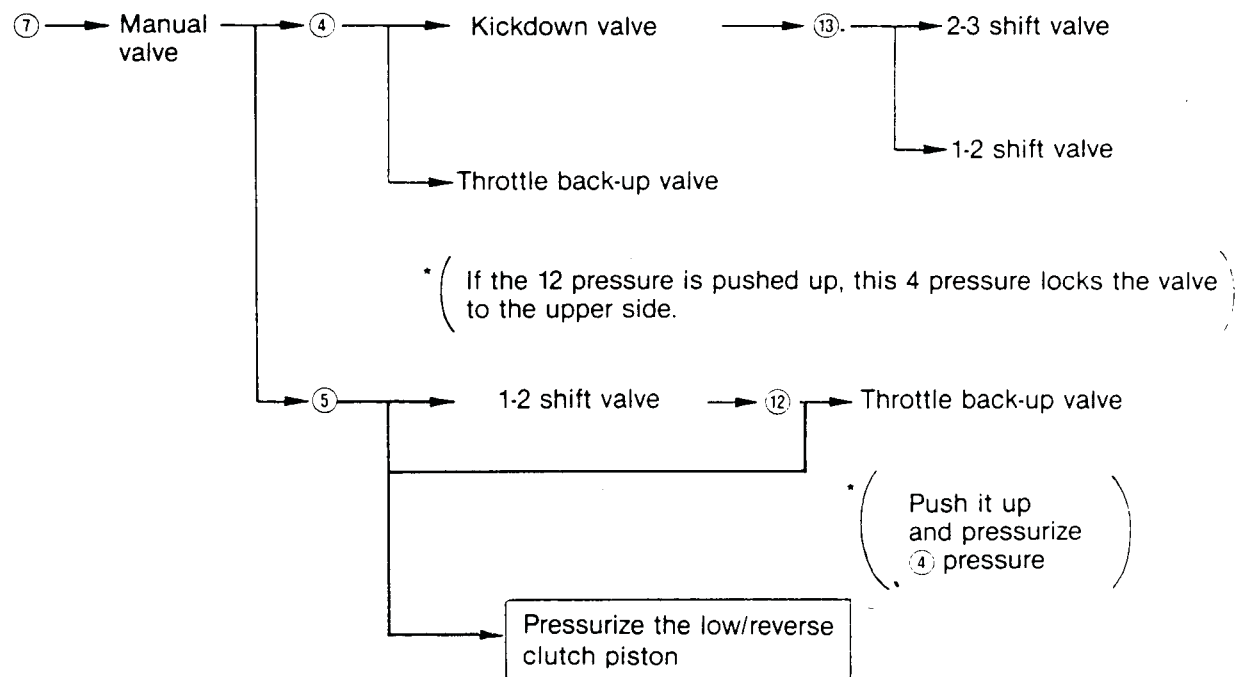 ⑦ Manual valve ④ Kickdown valve ⑬. 2-3 shift valve
1-2 shift valve
Throttle back-up valve
* If the 12 pressure is pushed up, this 4 pressure locks the valve
to the upper side.
⑤ 1-2 shift valve ⑫ Throttle back-up valve
* Push it up
and pressurize
④ pressure
Pressurize the low/reverse
clutch piston